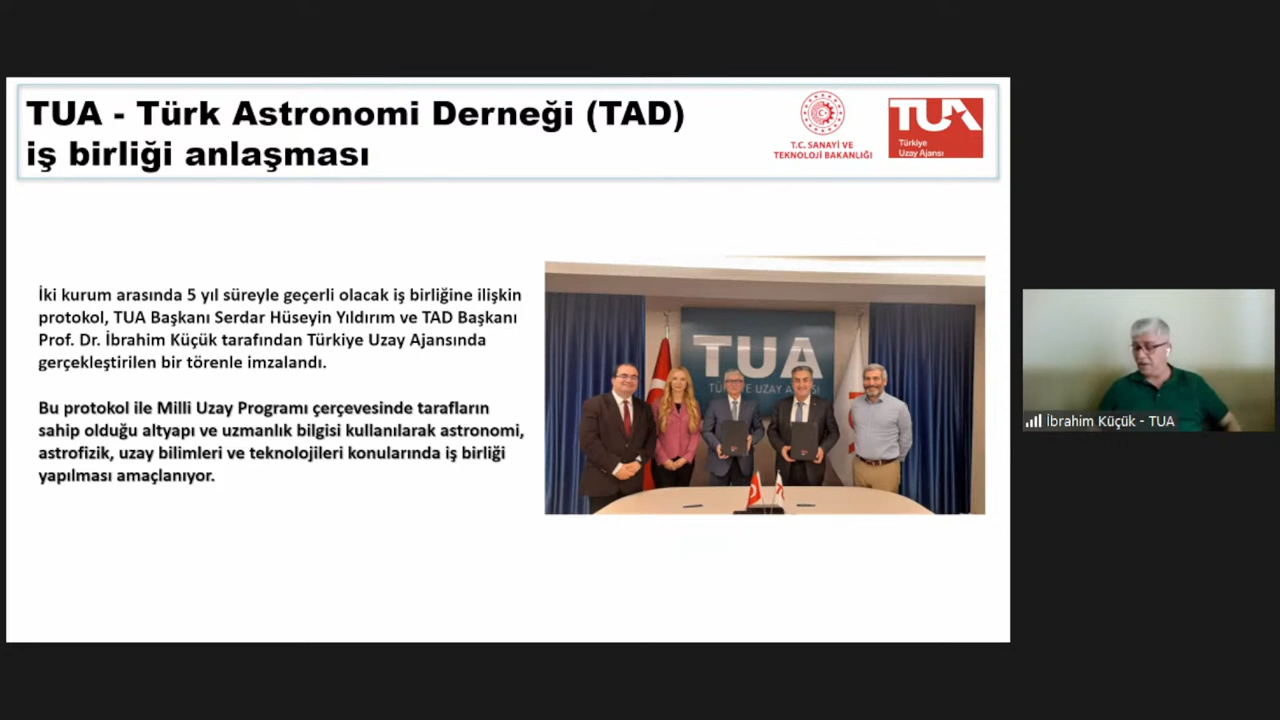 TUA - Türk Astronomi Derneği (TAD)
iş birliği anlaşması
T.C. SANAYİ VE
TEKNOLOJİ BAKANLIĞI
TUA
Türkiye
Uzay Ajansı
İki kurum arasında 5 yıl süreyle geçerli olacak iş birliğine ilişkin
protokol, TUA Başkanı Serdar Hüseyin Yıldırım ve TAD Başkanı
Prof. Dr. İbrahim Küçük tarafından Türkiye Uzay Ajansında
gerçekleştirilen bir törenle imzalandı.
Bu protokol ile Milli Uzay Programı çerçevesinde tarafların
sahip olduğu altyapı ve uzmanlık bilgisi kullanılarak astronomi,
astrofizik, uzay bilimleri ve teknolojileri konularında iş birliği
yapılması amaçlanıyor.
TUA
TÜRKİYE UZAY AJANSI
İbrahim Küçük - TUA